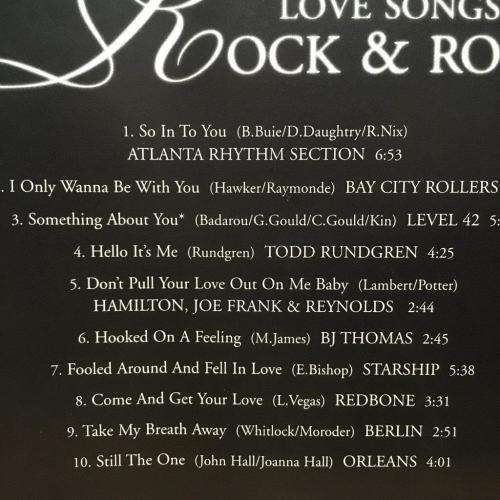 LOVE SONGS
ROCK & RO
1. So In To You (B.Buie/D.Daughtry/R.Nix)
ATLANTA RHYTHM SECTION 6:53
. I Only Wanna Be With You (Hawker/Raymonde) BAY CITY ROLLERS
3. Something About You* (Badarou/G.Gould/C.Gould/Kin) LEVEL 42 5:
4. Hello It's Me (Rundgren) TODD RUNDGREN 4:25
5. Don't Pull Your Love Out On Me Baby (Lambert/Potter)
HAMILTON, JOE FRANK & REYNOLDS 2:44
6. Hooked On A Feeling (M.James) BJ THOMAS 2:45
7. Fooled Around And Fell In Love (E.Bishop) STARSHIP 5:38
8. Come And Get Your Love (L.Vegas) REDBONE 3:31
9. Take My Breath Away (Whitlock/Moroder) BERLIN 2:51
10. Still The One (John Hall/Joanna Hall) ORLEANS 4:01